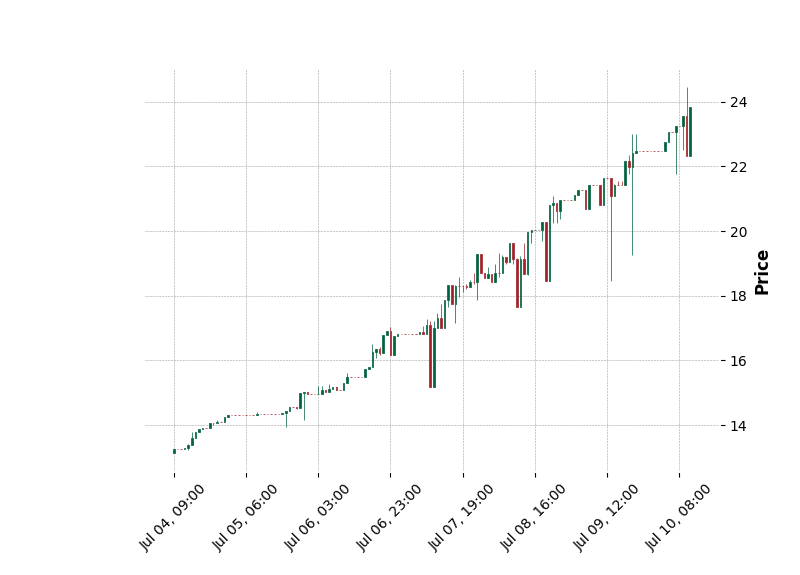 24
22
20
18
16
14
Price
Jul 04, 09:00
Jul 05, 06:00
Jul 06, 03:00
Jul 06, 23:00
Jul 07, 19:00
Jul 08, 16:00
Jul 09, 12:00
Jul 10, 08:00